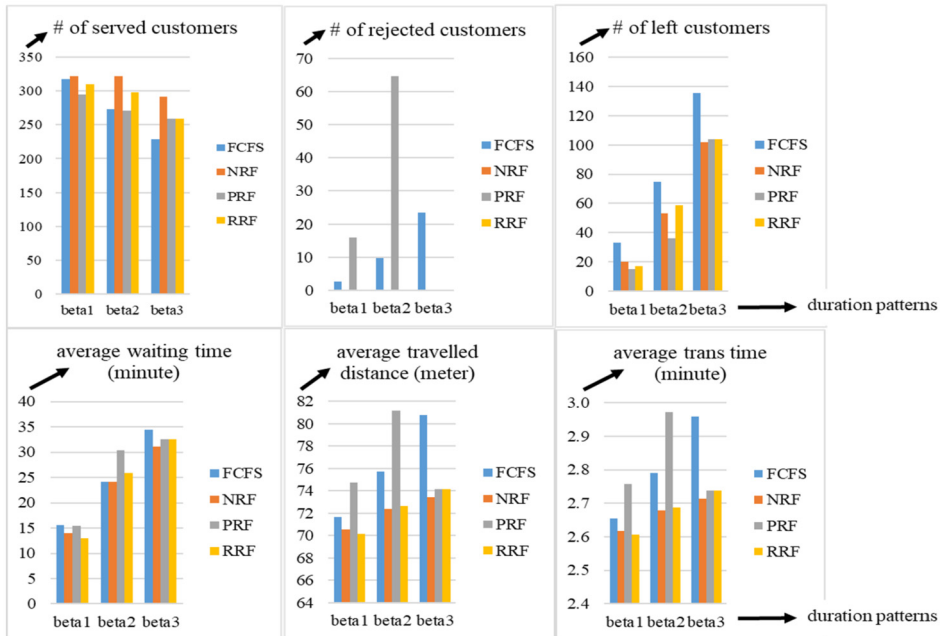 # of served customers
350
300
250
200
150
100
50
0
beta1 beta2 beta3
FCFS
NRF
PRF
RRF
# of rejected customers
70
60
50
40
30
20
10
0
beta1 beta2 beta3
FCFS
NRF
PRF
RRF
# of left customers
160
140
120
100
80
60
40
20
0
beta1 beta2 beta3
FCFS
NRF
PRF
RRF
duration patterns
average waiting time
(minute)
40
35
30
25
20
15
10
5
0
beta1 beta2 beta3
FCFS
NRF
PRF
RRF
average travelled
distance (meter)
82
80
78
76
74
72
70
68
66
64
beta1 beta2 beta3
FCFS
NRF
PRF
RRF
average trans time
(minute)
3.0
2.9
2.8
2.7
2.6
2.5
2.4
beta1 beta2 beta3
FCFS
NRF
PRF
RRF
duration patterns